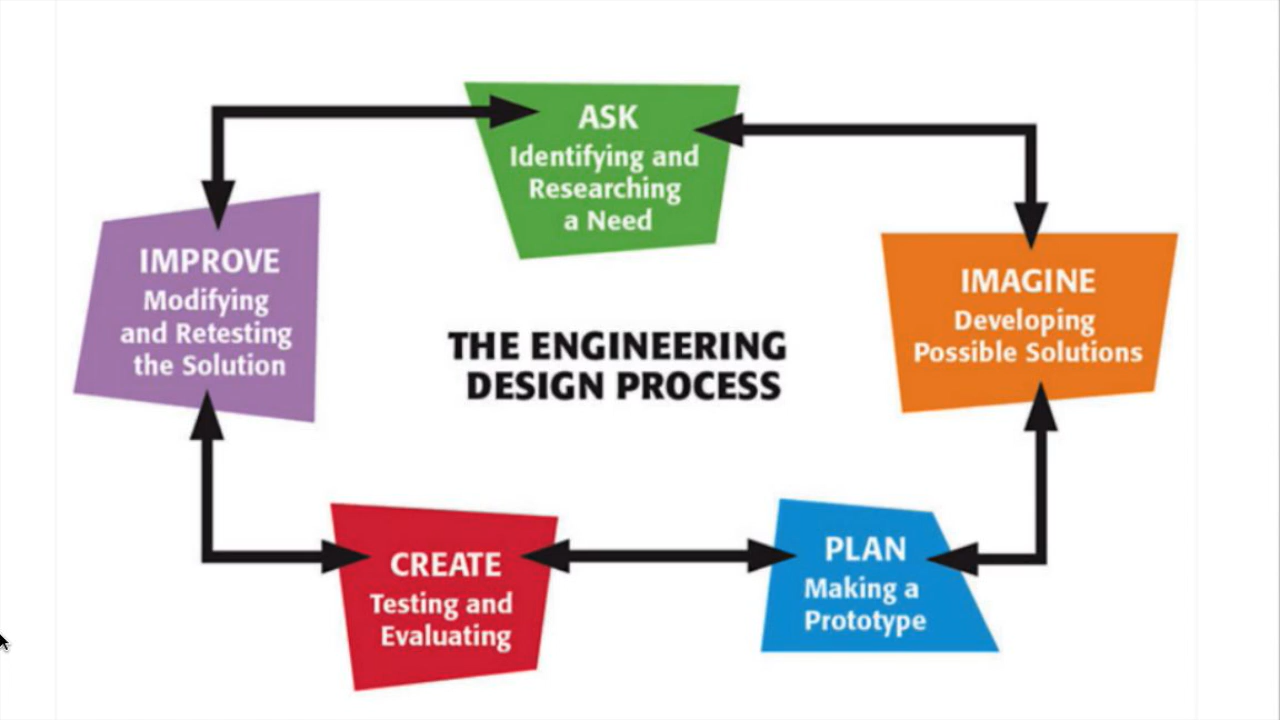 ASK
Identifying and
Researching
a Need
IMAGINE
Developing
Possible Solutions
PLAN
Making a
Prototype
CREATE
Testing and
Evaluating
IMPROVE
Modifying
and Retesting
the Solution
THE ENGINEERING
DESIGN PROCESS